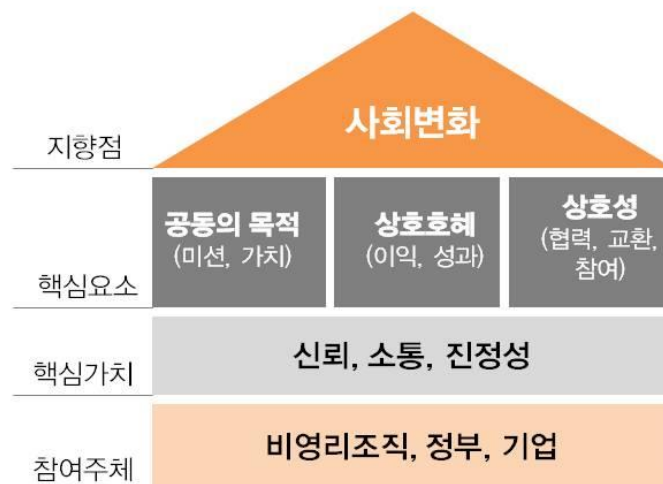 사회변화
지향점
공동의 목적
(미션, 가치)
상호호혜
(이익, 성과)
상호성
(협력, 교환,
참여)
핵심요소
신뢰, 소통, 진정성
핵심가치
비영리조직, 정부, 기업
참여주체